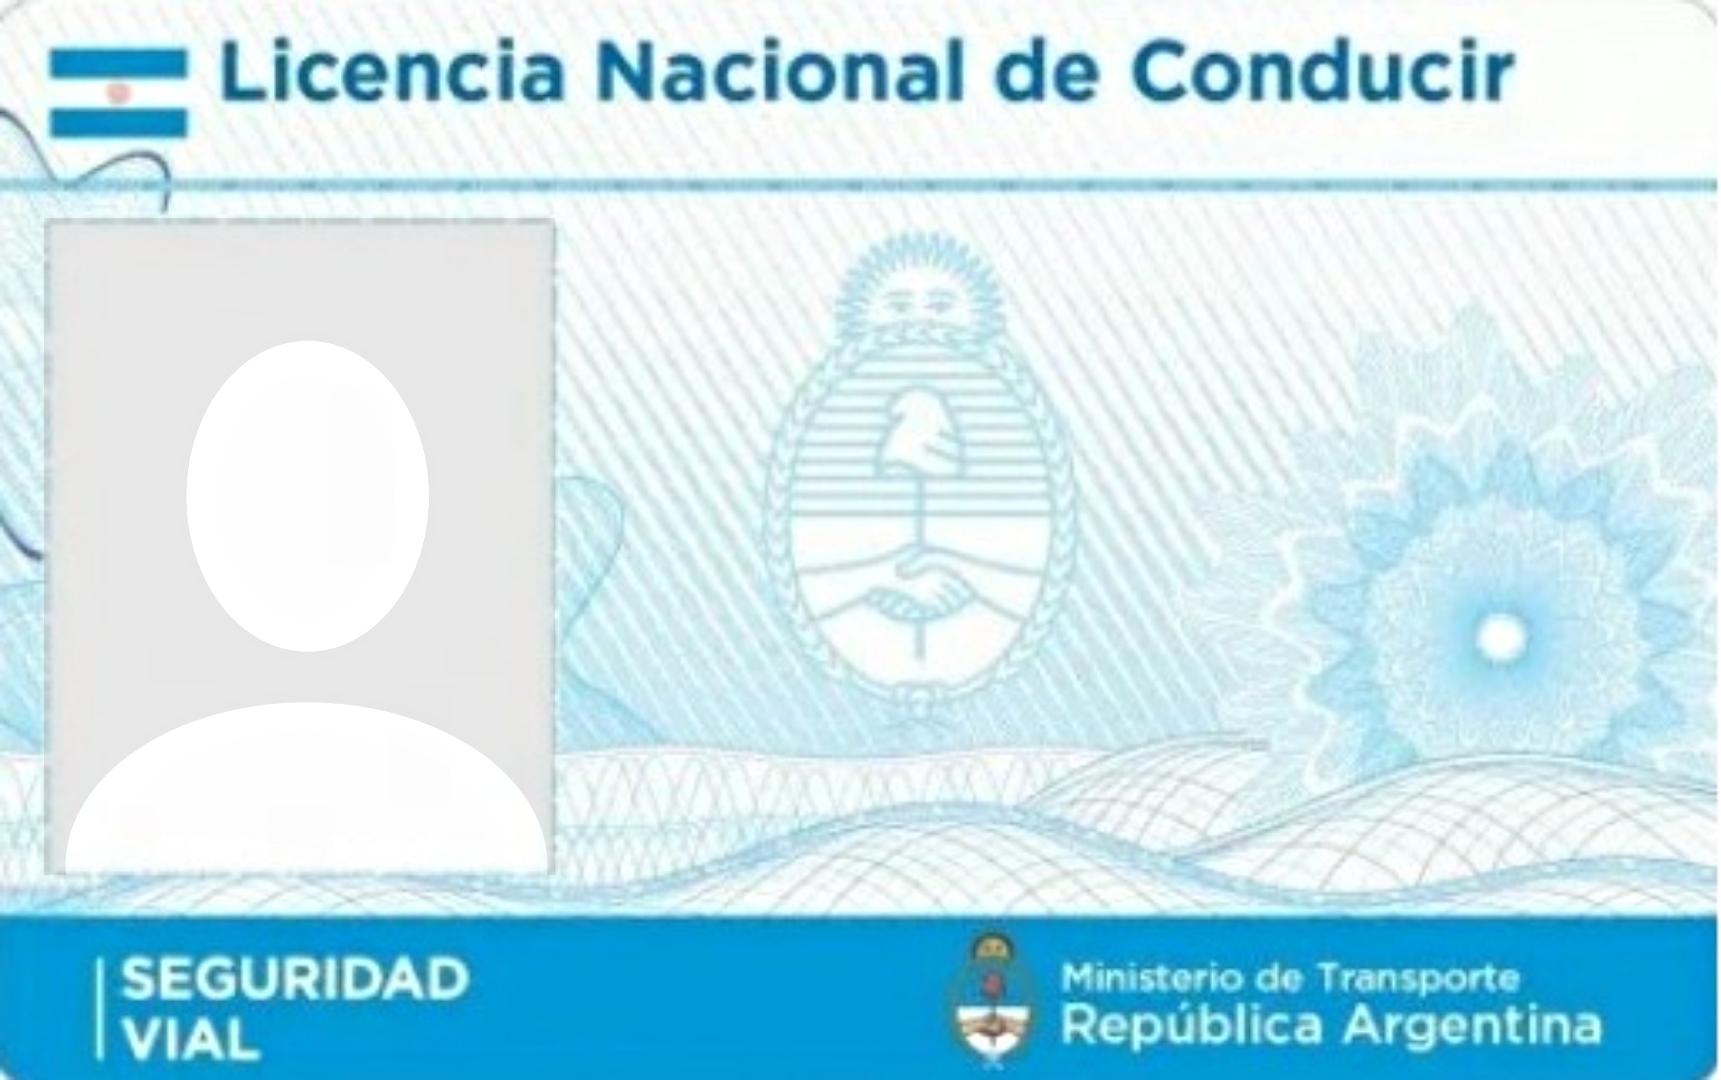 Licencia Nacional de Conducir
SEGURIDAD
VIAL
Ministerio de Transporte
República Argentina